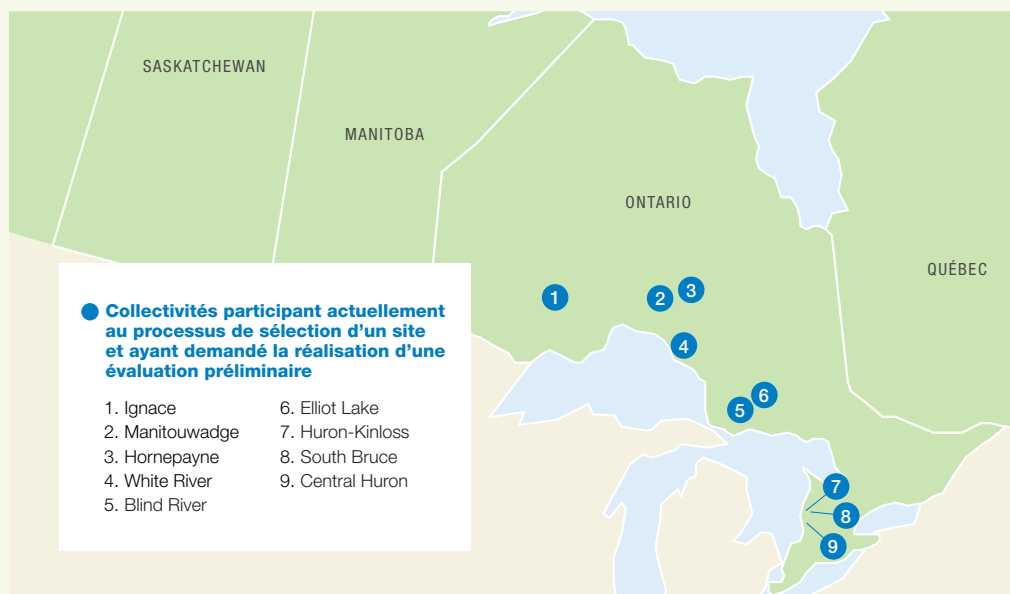 SASKATCHEWAN
MANITOBA
ONTARIO
QUÉBEC
Collectivités participant actuellement
au processus de sélection d'un site
et ayant demandé la réalisation d'une
évaluation préliminaire
1. Ignace
2. Manitouwadge
3. Hornepayne
4. White River
5. Blind River
6. Elliot Lake
7. Huron-Kinloss
8. South Bruce
9. Central Huron
1
2
3
4
5
6
7
8
9